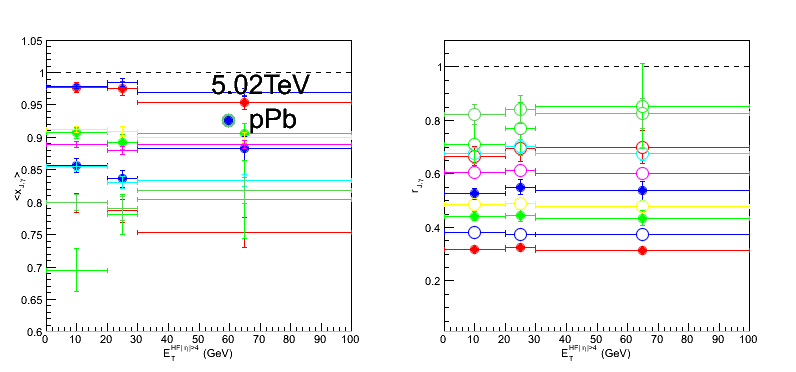 1.05
1
0.95
0.9
0.85
0.8
0.75
0.7
0.65
0.6
<x_{J,γ}>
5.02TeV
pPb
0 10 20 30 40 50 60 70 80 90 100
E_T^{HF|η|>4} (GeV)
1
0.8
0.6
0.4
0.2
r_{J,γ}
0 10 20 30 40 50 60 70 80 90 100
E_T^{HF|η|>4} (GeV)